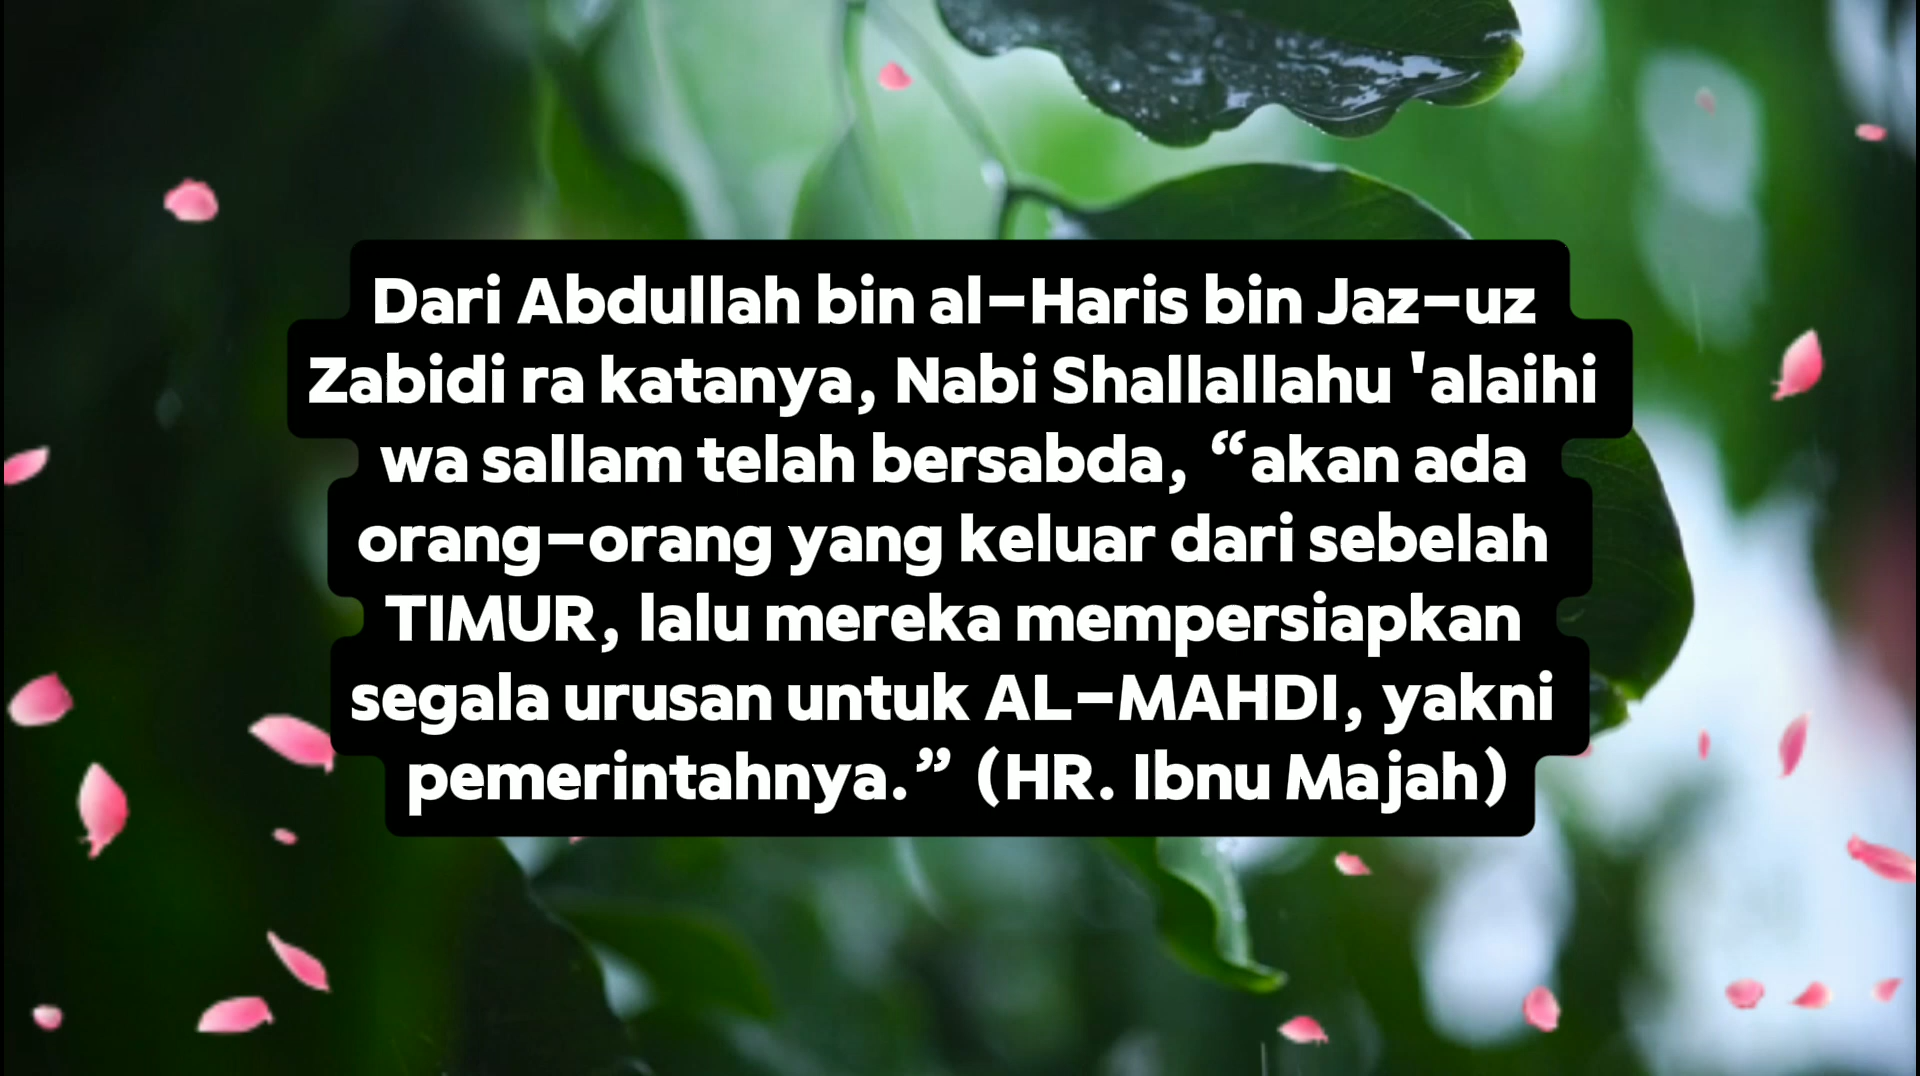 Dari Abdullah bin al-Haris bin Jaz-uz
Zabidi ra katanya, Nabi Shallallahu 'alaihi
wa sallam telah bersabda, “akan ada
orang-orang yang keluar dari sebelah
TIMUR, lalu mereka mempersiapkan
segala urusan untuk AL-MAHDI, yakni
pemerintahnya.” (HR. Ibnu Majah)